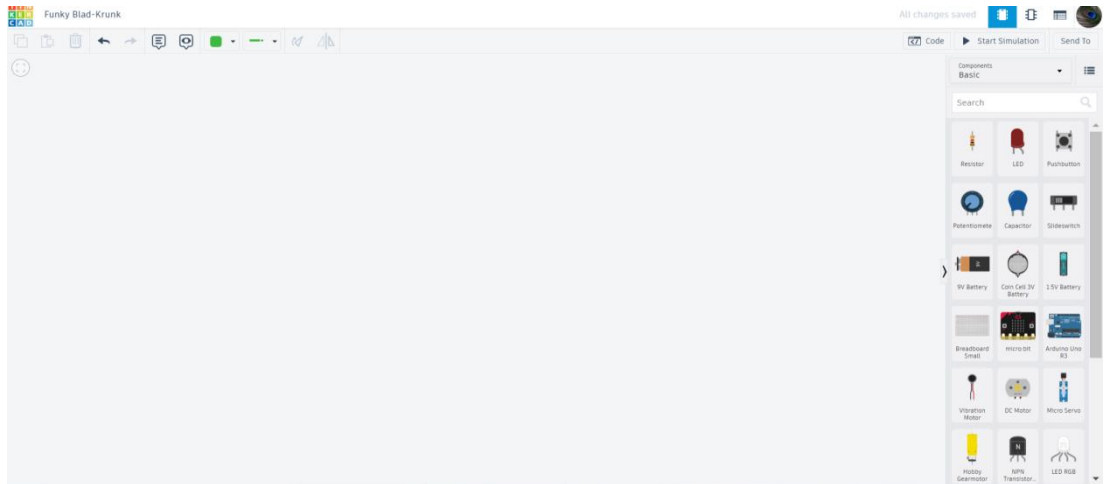 TIN
KER
CAD
Funky Blad-Krunk
All changes saved
Code
Start Simulation
Send To
Components
Basic
Search
Resistor
LED
Pushbutton
Potentiomete
Capacitor
Slideswitch
9V Battery
Coin Cell 3V
Battery
1.5V Battery
Breadboard
Small
micro:bit
Arduino Uno
R3
Vibration
Motor
DC Motor
Micro Servo
Hobby
Gearmotor
N
NPN
Transistor...
LED RGB